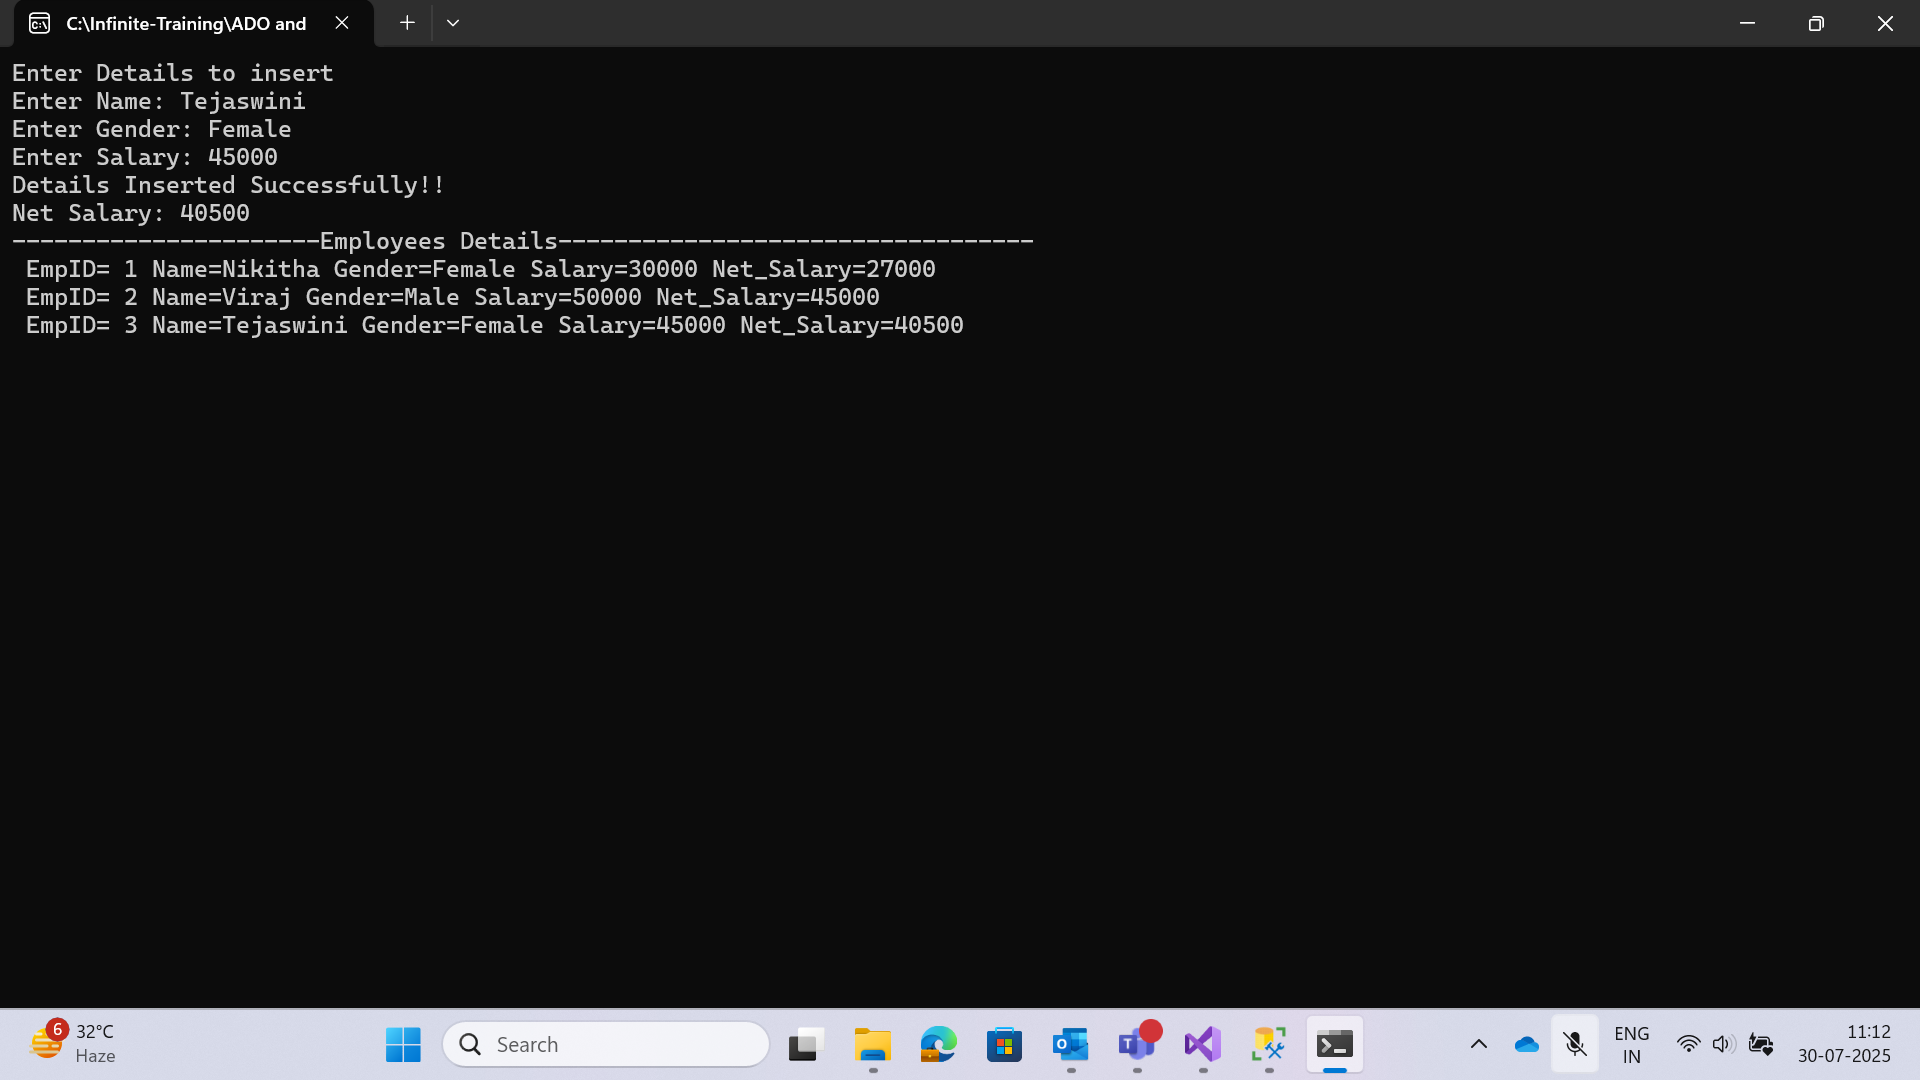 C:\Infinite-Training\ADO and
Enter Details to insert
Enter Name: Tejaswini
Enter Gender: Female
Enter Salary: 45000
Details Inserted Successfully!!
Net Salary: 40500
----------------------Employees Details----------------------------------
 EmpID= 1 Name=Nikitha Gender=Female Salary=30000 Net_Salary=27000
 EmpID= 2 Name=Viraj Gender=Male Salary=50000 Net_Salary=45000
 EmpID= 3 Name=Tejaswini Gender=Female Salary=45000 Net_Salary=40500
6
32°C
Haze
Search
ENG
IN
11:12
30-07-2025